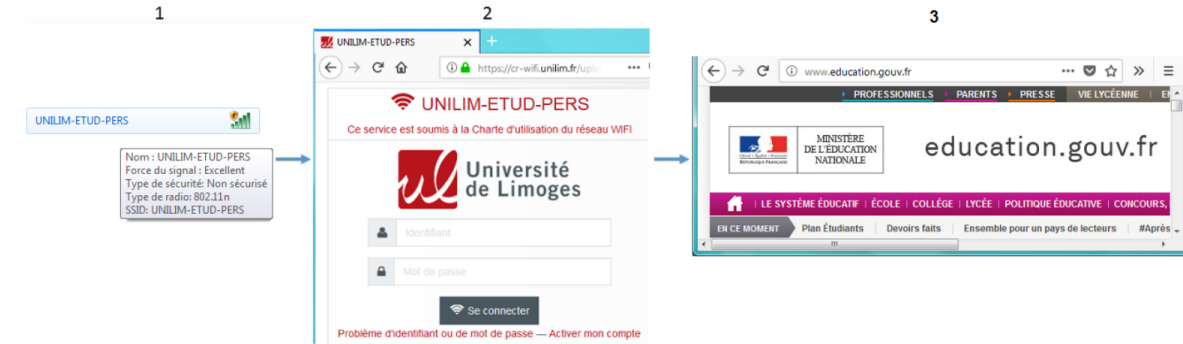 1
UNILIM-ETUD-PERS
Nom : UNILIM-ETUD-PERS
Force du signal : Excellent
Type de sécurité: Non sécurisé
Type de radio: 802.11n
SSID: UNILIM-ETUD-PERS
2
UNILIM-ETUD-PERS
https://cr-wifi.unilim.fr/uplo
UNILIM-ETUD-PERS
Ce service est soumis à la Charte d'utilisation du réseau WIFI
Université
de Limoges
Identifiant
Mot de passe
Se connecter
Problème d'identifiant ou de mot de passe — Activer mon compte
3
www.education.gouv.fr
PROFESSIONNELS PARENTS PRESSE VIE LYCÉENNE
MINISTÈRE
DE L'ÉDUCATION
NATIONALE
education.gouv.fr
LE SYSTÈME ÉDUCATIF | ÉCOLE | COLLÈGE | LYCÉE | POLITIQUE ÉDUCATIVE | CONCOURS,
EN CE MOMENT Plan Étudiants Devoirs faits Ensemble pour un pays de lecteurs #Après